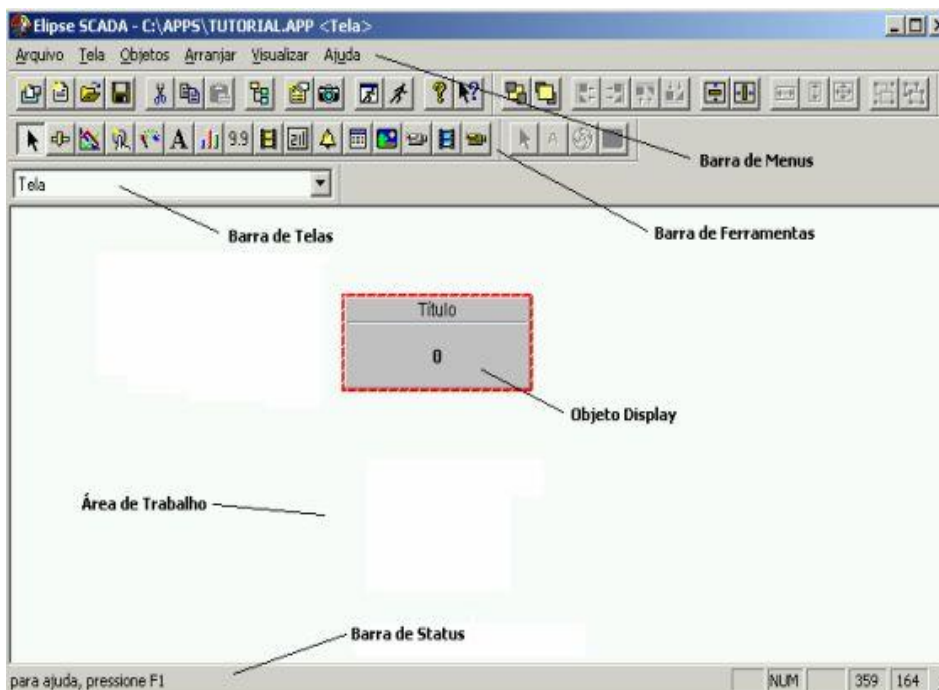 Elipse SCADA - C:\APPS\TUTORIAL.APP <Tela>
Arquivo Tela Objetos Arranjar Visualizar Ajuda
Barra de Menus
Tela
Barra de Telas
Barra de Ferramentas
Título
0
Objeto Display
Área de Trabalho
Barra de Status
para ajuda, pressione F1 NUM 359 164